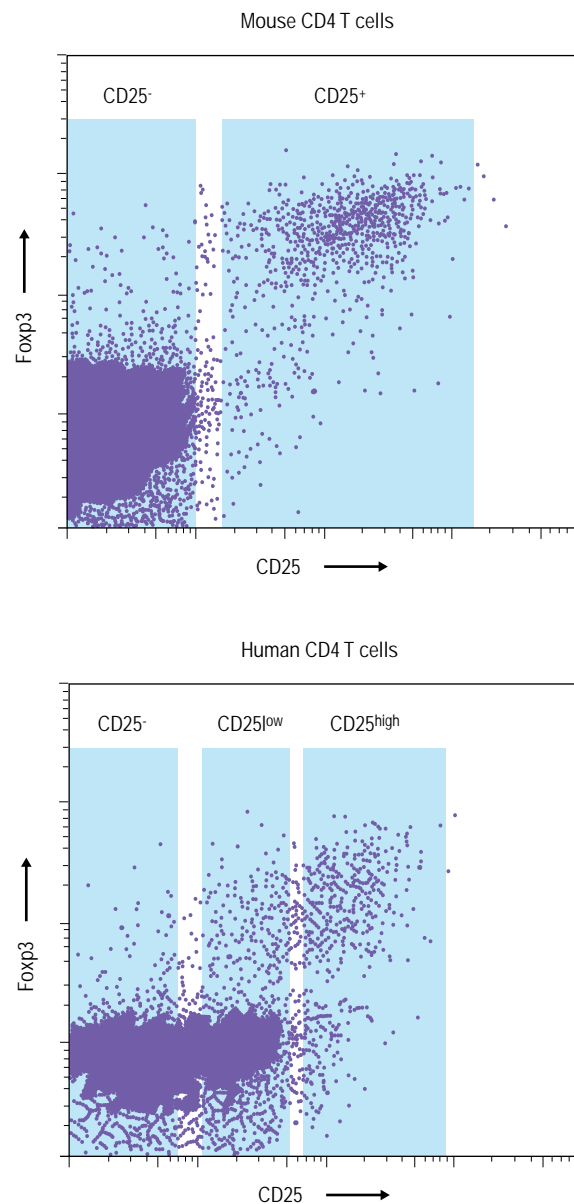 Mouse CD4 T cells
CD25- CD25+
Foxp3
CD25
Human CD4 T cells
CD25- CD25low CD25high
Foxp3
CD25